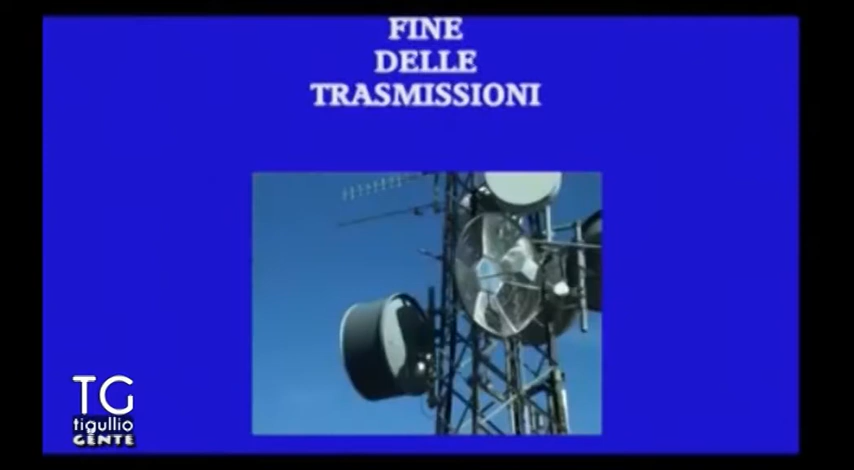 FINE
DELLE
TRASMISSIONI
TG
tigullio
GENTE